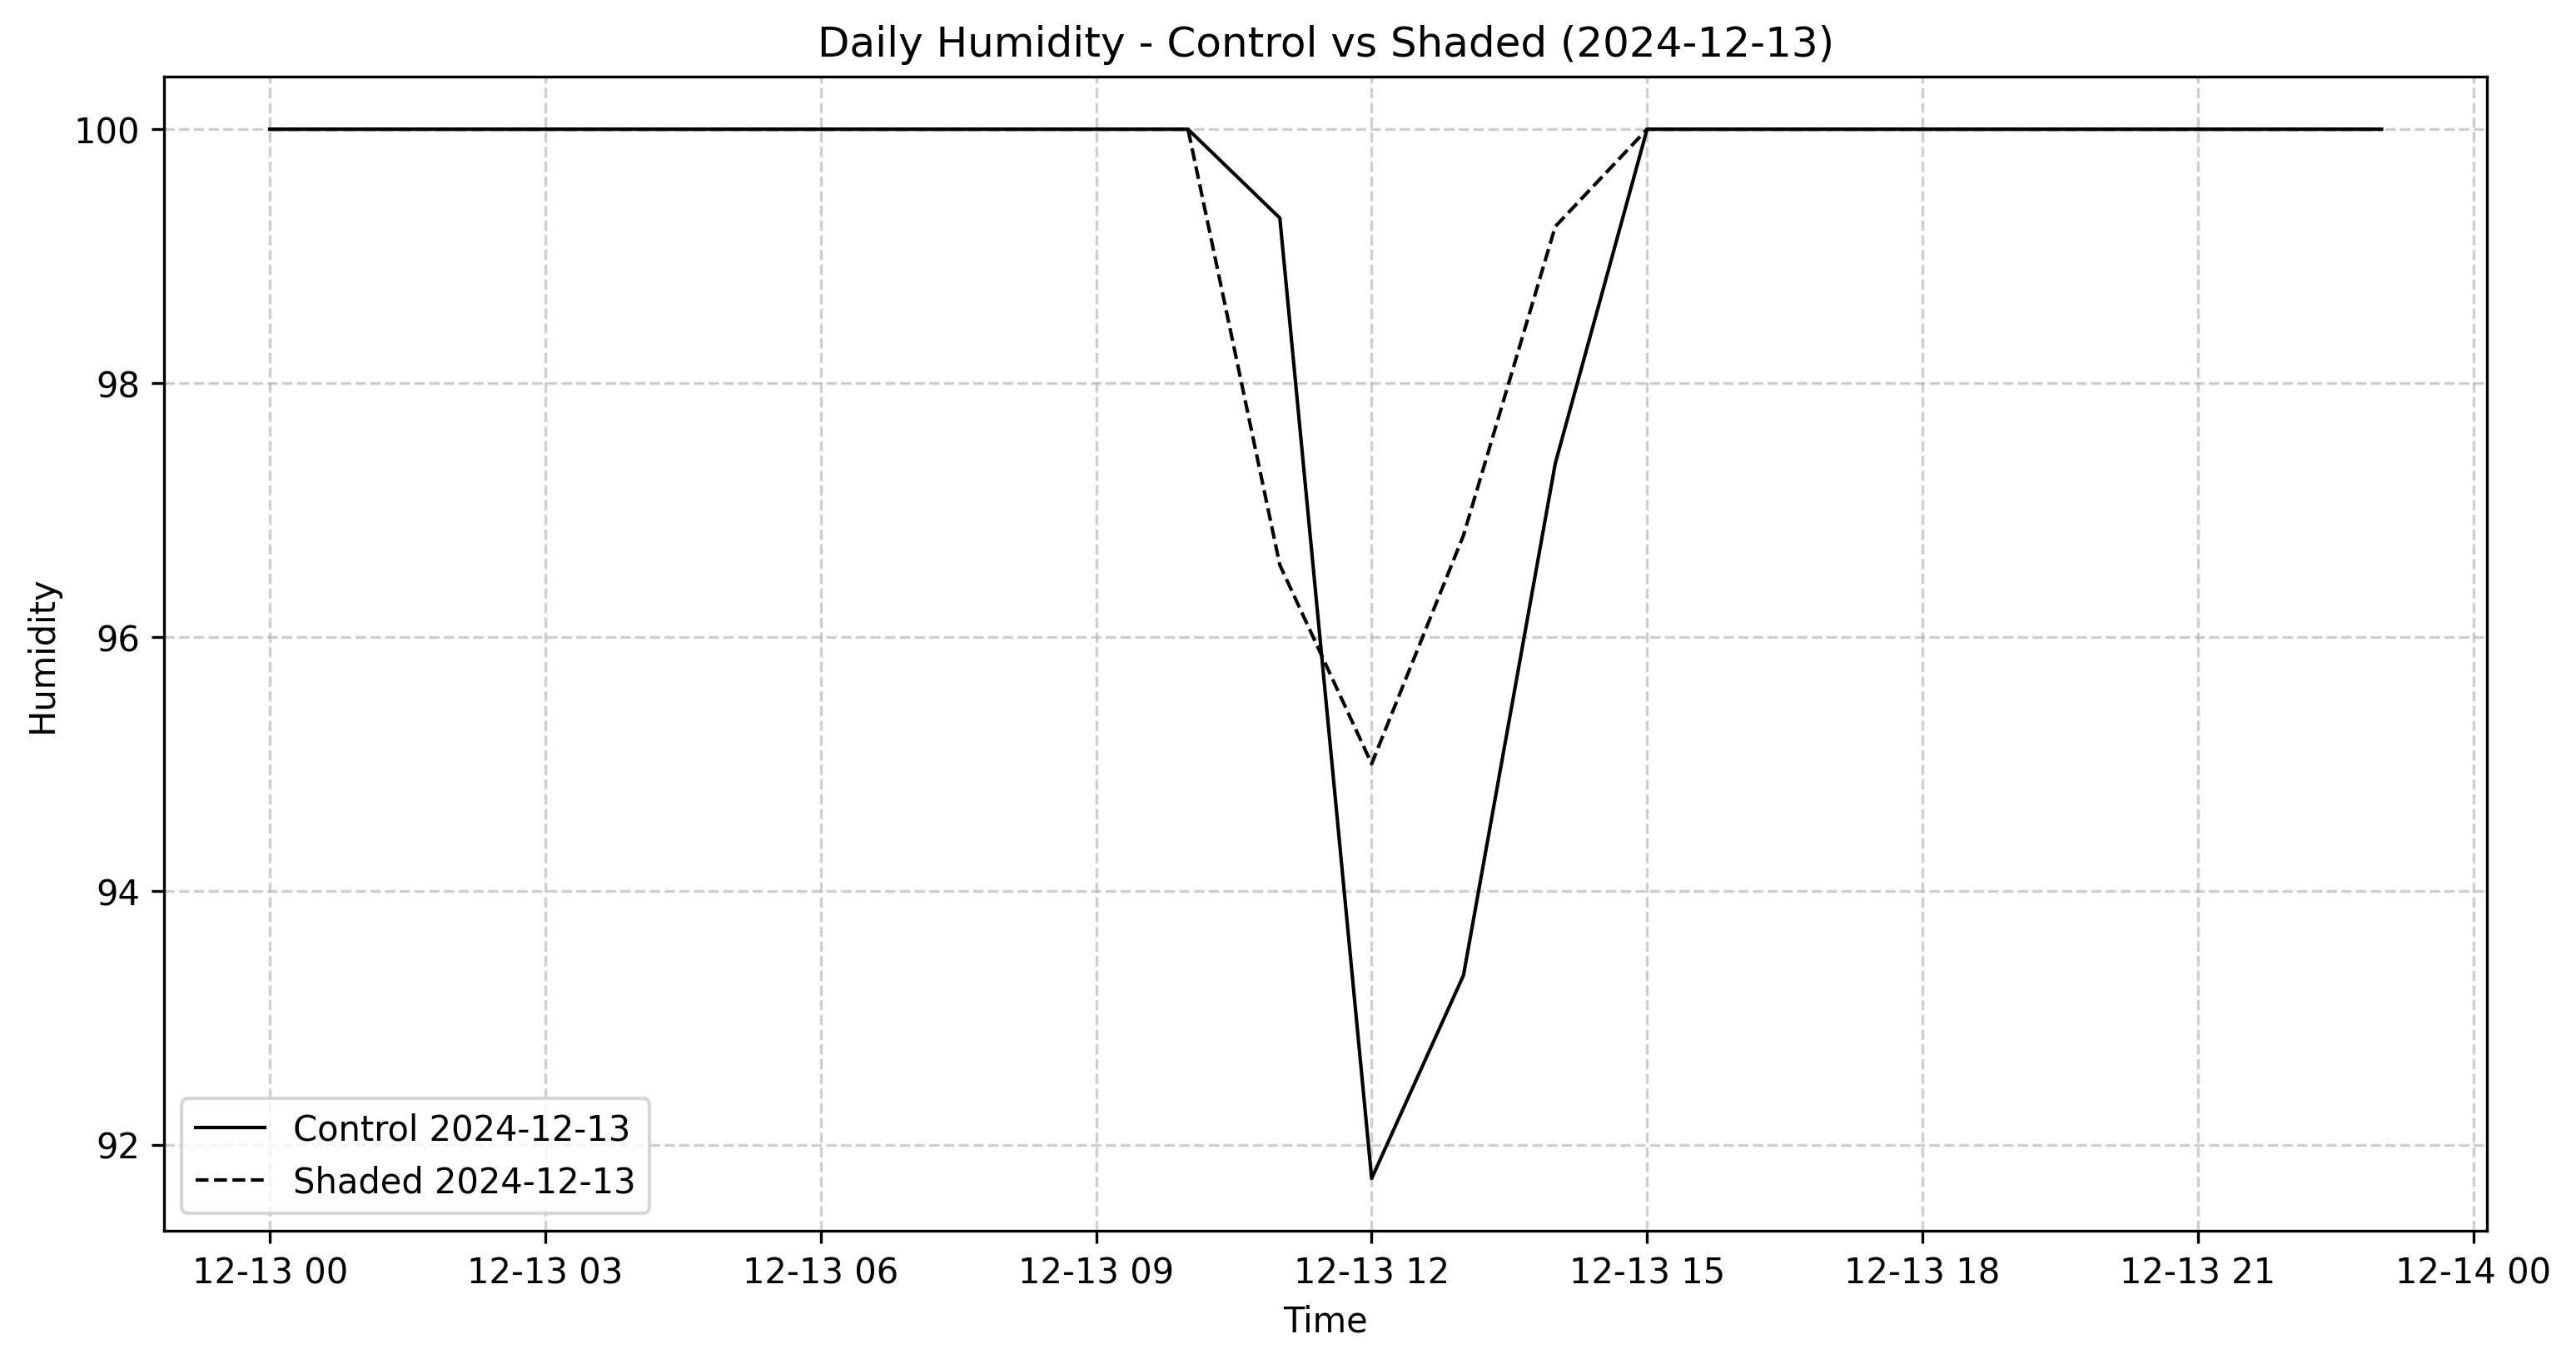 Daily Humidity - Control vs Shaded (2024-12-13)
100
98
96
94
92
Humidity
Control 2024-12-13
Shaded 2024-12-13
12-13 00 12-13 03 12-13 06 12-13 09 12-13 12 12-13 15 12-13 18 12-13 21 12-14 00
Time